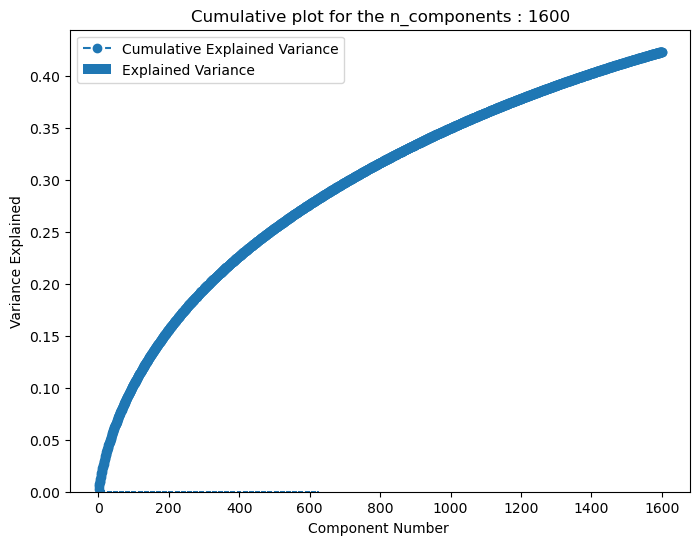 Cumulative plot for the n_components : 1600
Cumulative Explained Variance
Explained Variance
Variance Explained
0.40
0.35
0.30
0.25
0.20
0.15
0.10
0.05
0.00
0 200 400 600 800 1000 1200 1400 1600
Component Number